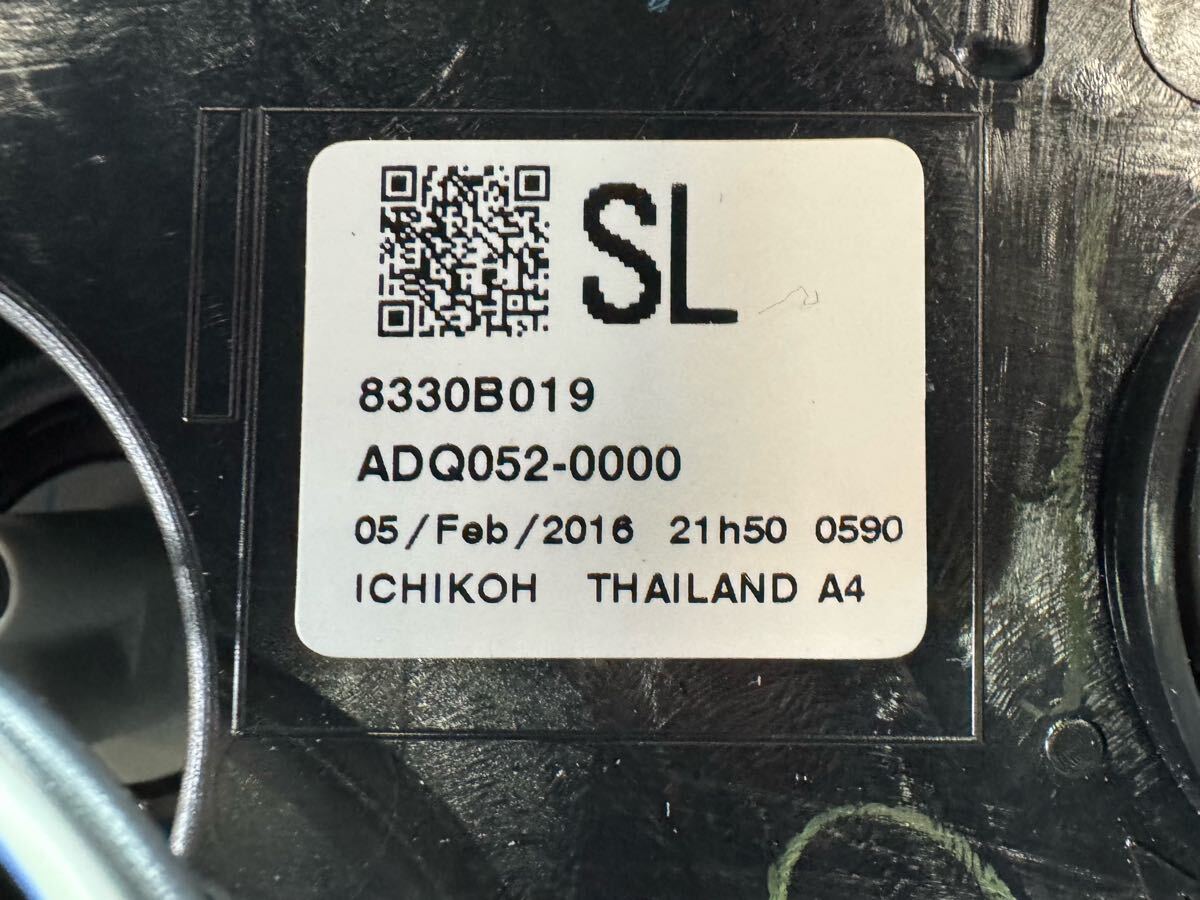 SL
8330B019
ADQ052-0000
05/Feb/2016 21h50 0590
ICHIKOH THAILAND A4